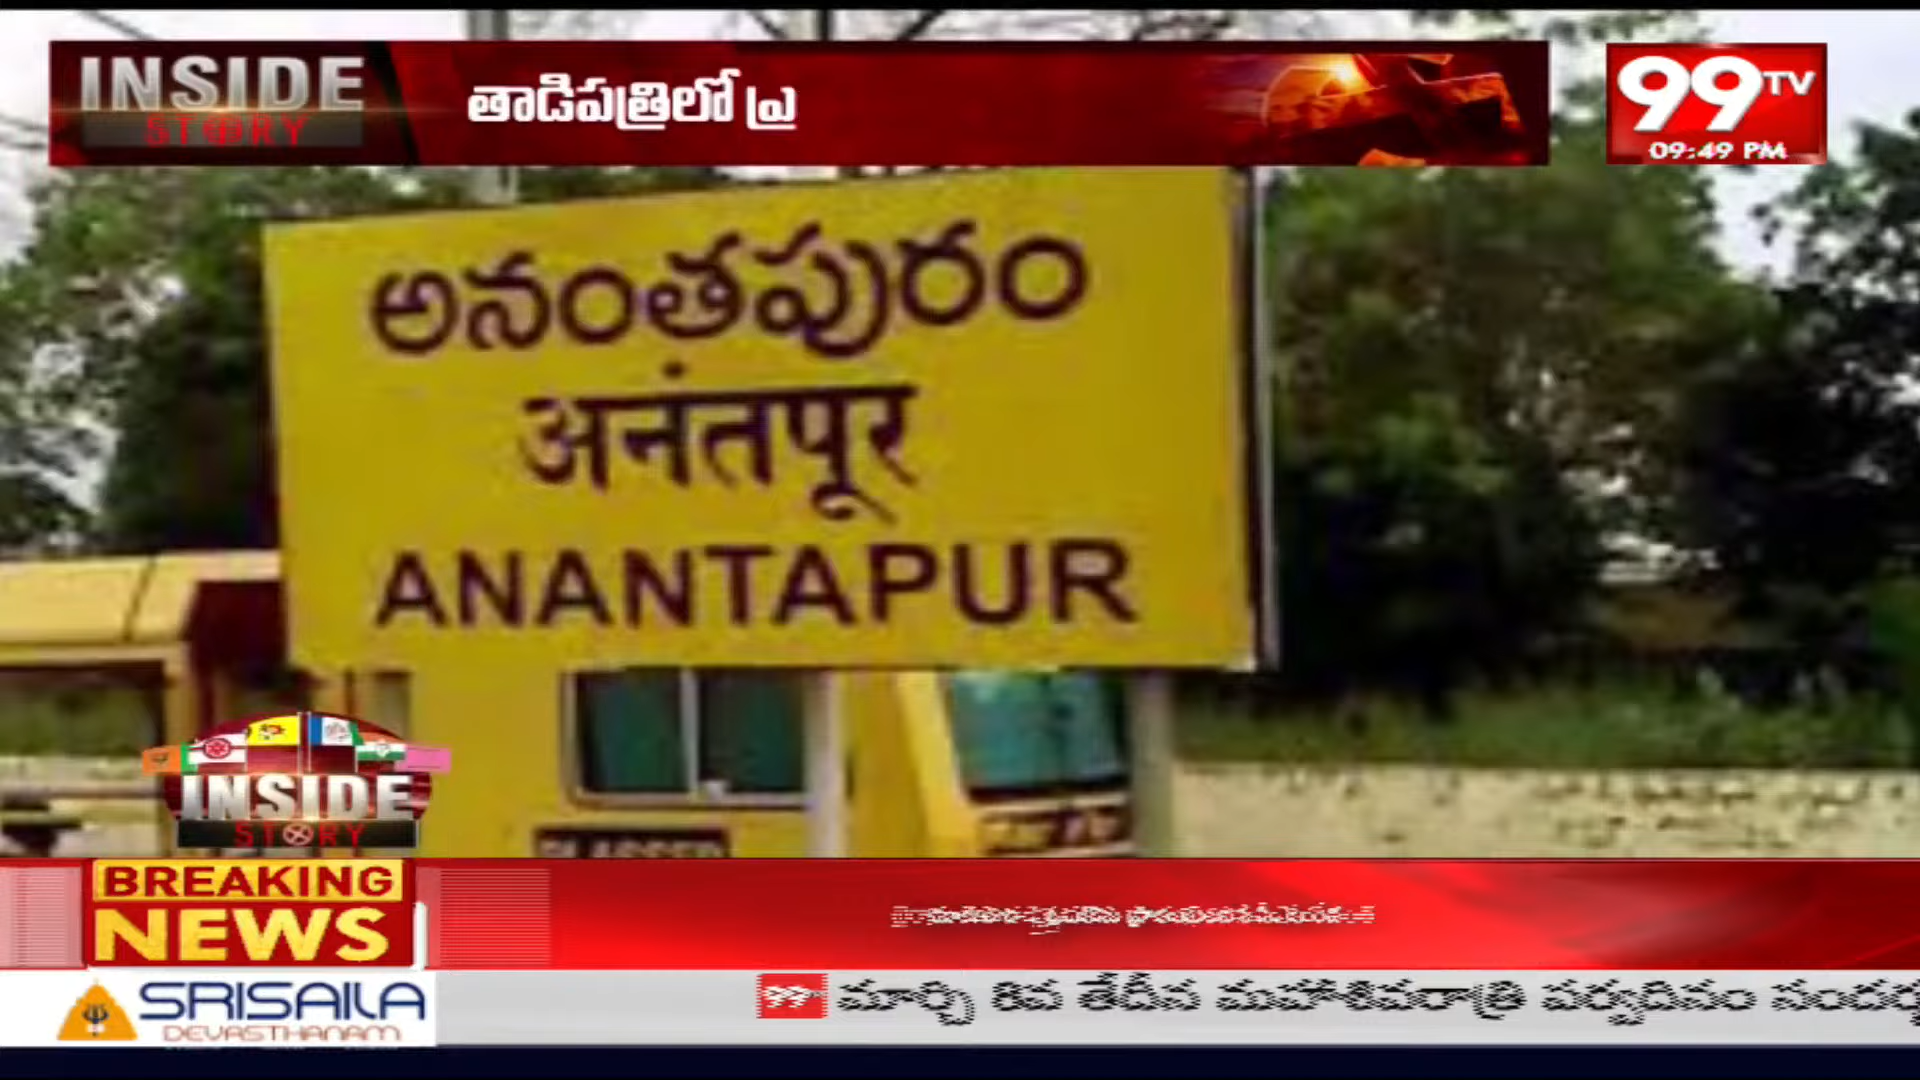 INSIDE
STORY
తాడిపత్రిలో ప్ర
99TV
09:49 PM
అనంతపురం
अनंतपूर
ANANTAPUR
INSIDE
STORY
BREAKING
NEWS
SRISAILA
DEVASTHANAM
99 మార్చి 8వ తేదీన మహాశివరాత్రి పర్వదినం సందర్భ